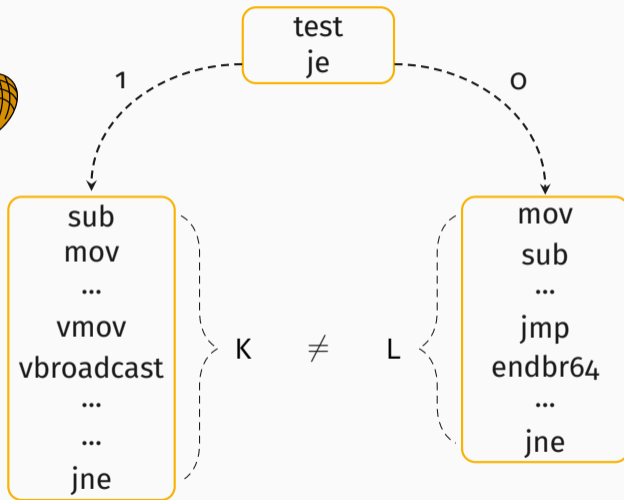 test
je
1
0
sub
mov
...
vmov
vbroadcast
...
...
jne
K
≠
L
mov
sub
...
jmp
endbr64
...
jne